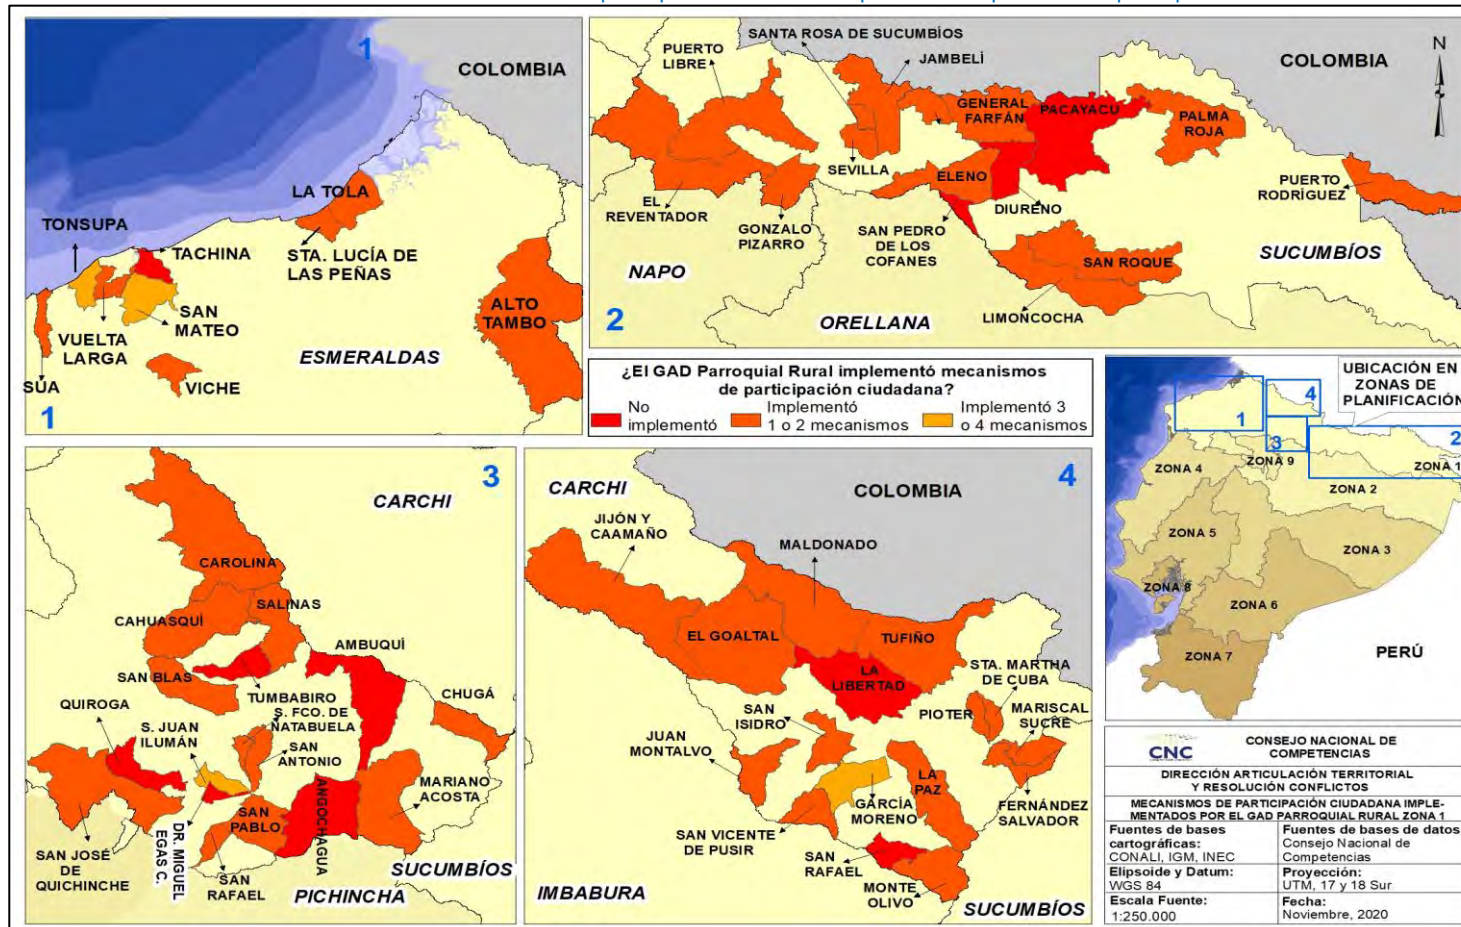 1
COLOMBIA
LA TOLA
TONSUPA
TACHINA
STA. LUCÍA DE
LAS PEÑAS
SAN
MATEO
VUELTA
LARGA
ALTO
TAMBO
ESMERALDAS
SUA
VICHE
1
SANTA ROSA DE SUCUMBÍOS
PUERTO
LIBRE
JAMBELÍ
COLOMBIA
N
GENERAL
FARFÁN
PACAYACU
PALMA
ROJA
SEVILLA
ELENO
PUERTO
RODRÍGUEZ
EL
REVENTADOR
GONZALO
PIZARRO
SAN PEDRO
DE LOS
COFANES
DIURENO
SUCUMBÍOS
NAPO
SAN ROQUE
LIMONCOCHA
ORELLANA
2
¿El GAD Parroquial Rural implementó mecanismos
de participación ciudadana?
No
implementó
Implementó
1 o 2 mecanismos
Implementó 3
o 4 mecanismos
UBICACIÓN EN
ZONAS DE
PLANIFICACIÓN
1
4
3
2
ZONA 4
ZONA 9
ZONA 1
ZONA 2
ZONA 5
ZONA 3
ZONA 8
ZONA 6
ZONA 7
PERÚ
3
CARCHI
CAROLINA
SALINAS
CAHUASQUÍ
AMBUQUÍ
SAN BLAS
TUMBABIRO
CHUGÁ
QUIROGA
S. FCO. DE
NATABUELA
S. JUAN
ILUMÁN
SAN
ANTONIO
MARIANO
ACOSTA
ANGOCHAGUA
SAN
PABLO
DR. MIGUEL
EGAS C.
SAN JOSÉ
DE
QUICHINCHE
SAN
RAFAEL
SUCUMBÍOS
PICHINCHA
CARCHI
COLOMBIA
4
JIJÓN Y
CAAMAÑO
MALDONADO
EL GOALTAL
TUFIÑO
LA
LIBERTAD
STA. MARTHA
DE CUBA
SAN
ISIDRO
PIOTER
MARISCAL
SUCRE
JUAN
MONTALVO
LA
PAZ
GARCÍA
MORENO
FERNÁNDEZ
SALVADOR
SAN VICENTE
DE PUSIR
SAN
RAFAEL
MONTE
OLIVO
IMBABURA
SUCUMBÍOS
CNC
CONSEJO NACIONAL DE
COMPETENCIAS
DIRECCIÓN ARTICULACIÓN TERRITORIAL
Y RESOLUCIÓN CONFLICTOS
MECANISMOS DE PARTICIPACIÓN CIUDADANA IMPLE-
MENTADOS POR EL GAD PARROQUIAL RURAL ZONA 1
Fuentes de bases
cartográficas:
CONALI, IGM, INEC
Fuentes de bases de datos
Consejo Nacional de
Competencias
Elipsoide y Datum:
WGS 84
Proyección:
UTM, 17 y 18 Sur
Escala Fuente:
1:250.000
Fecha:
Noviembre, 2020